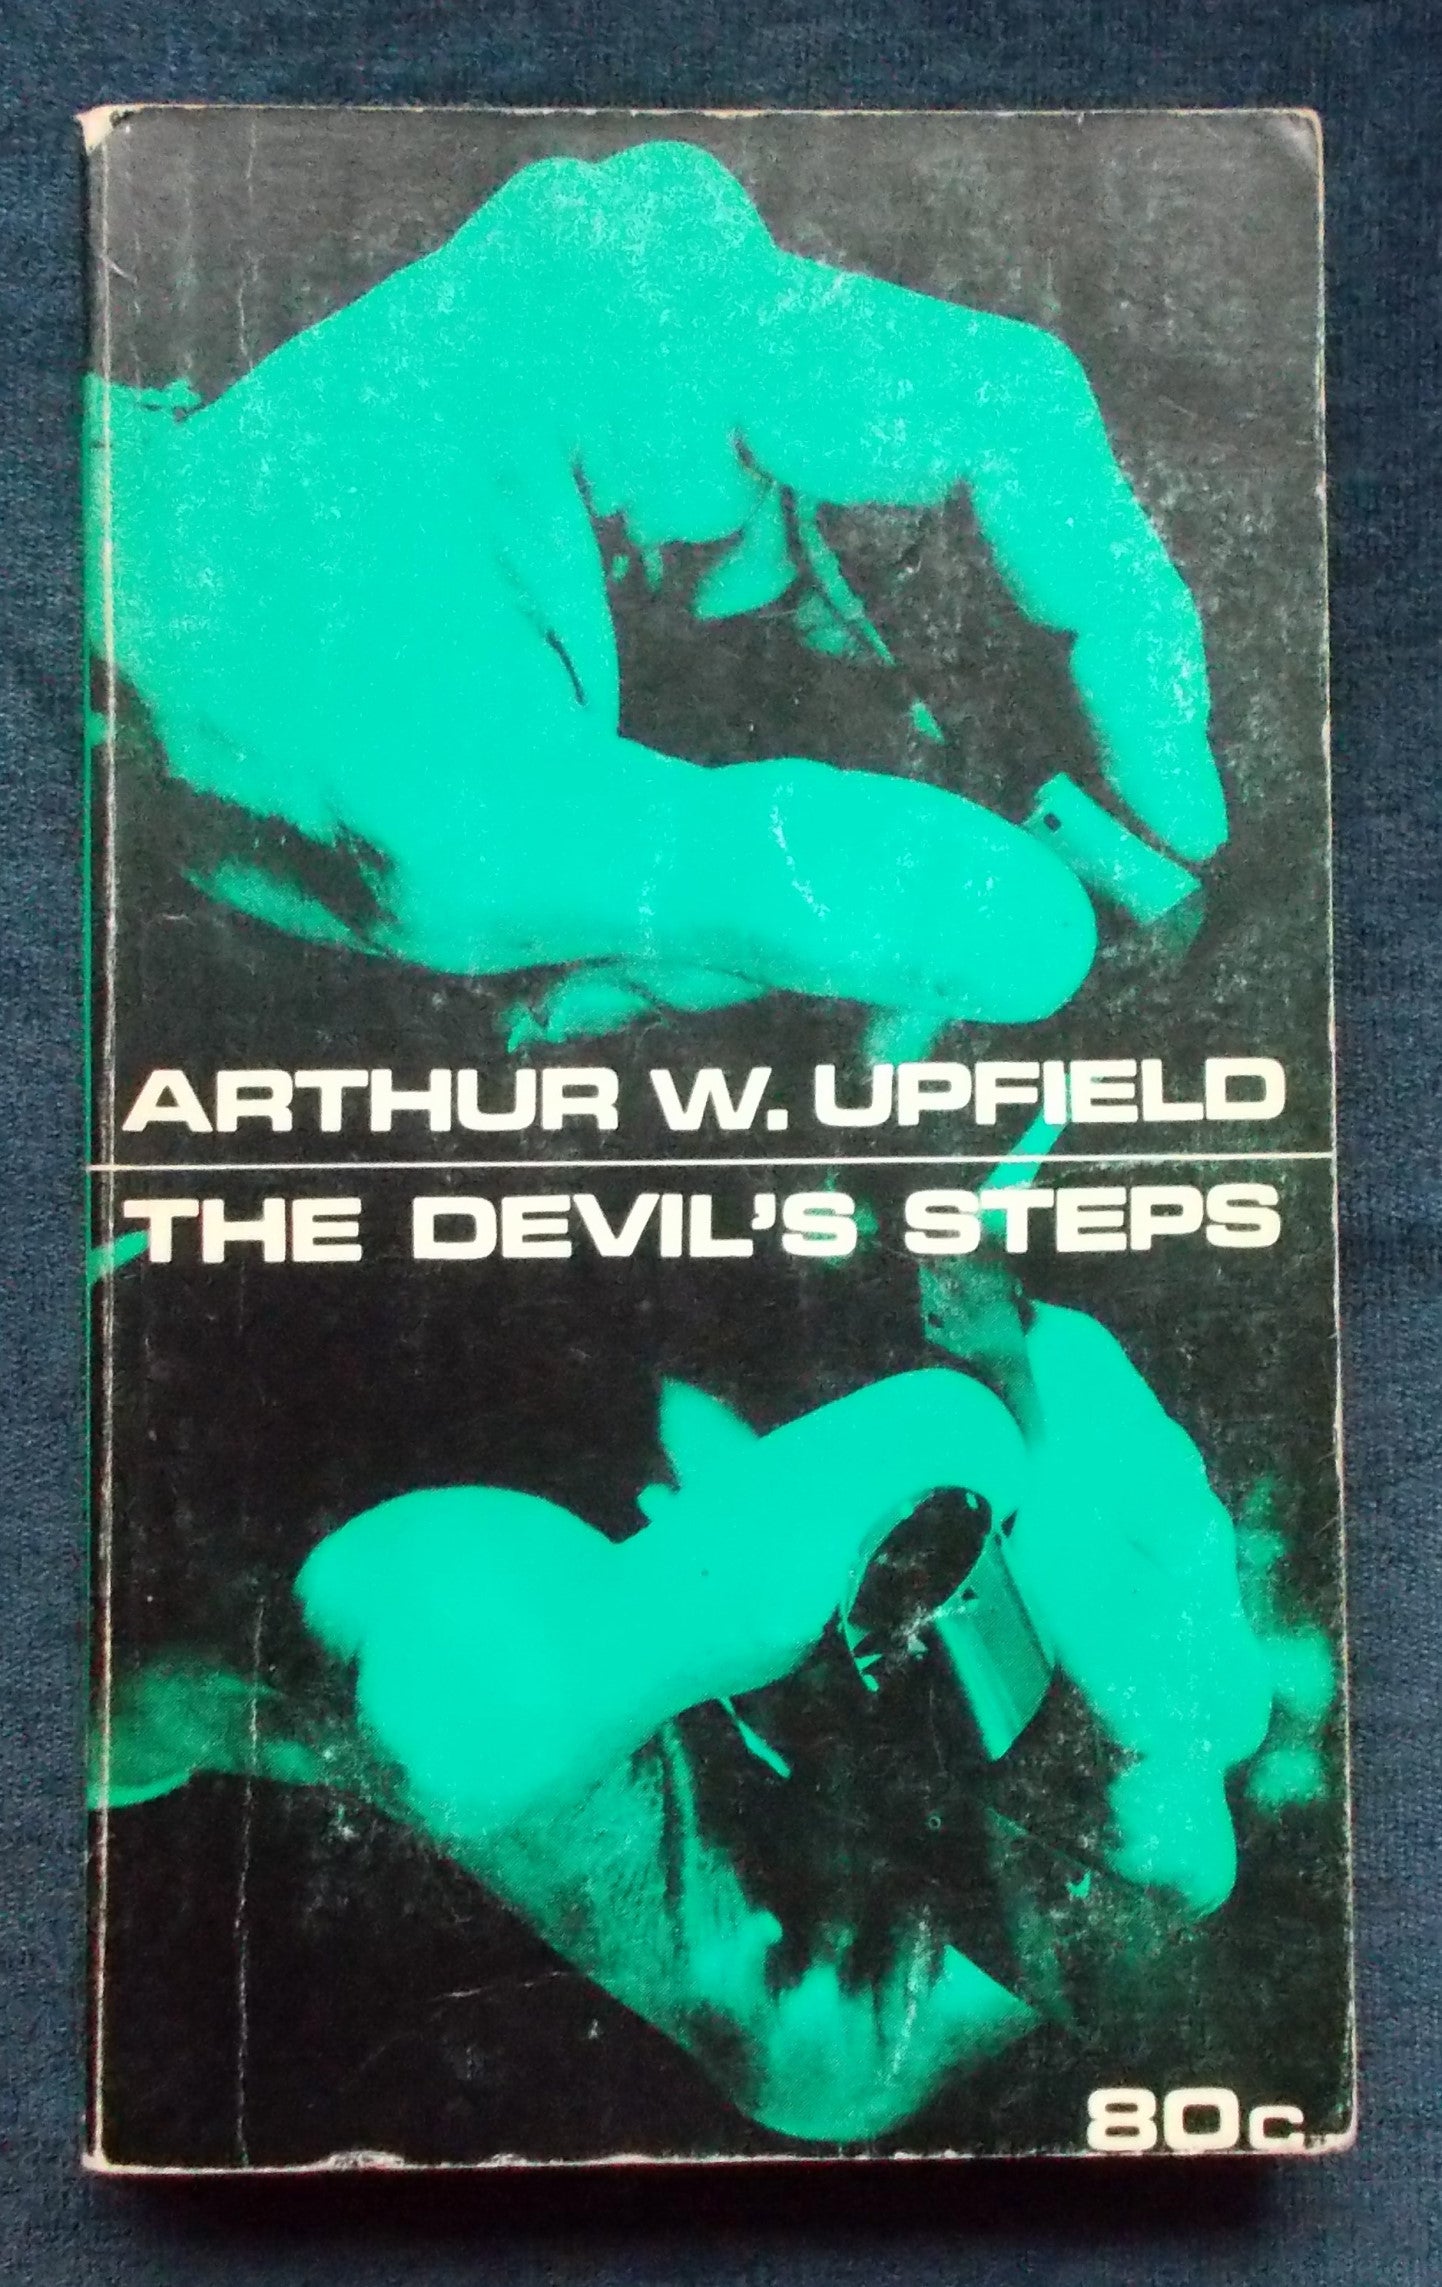 ARTHUR W. UPFIELD
THE DEVIL'S STEPS
80c